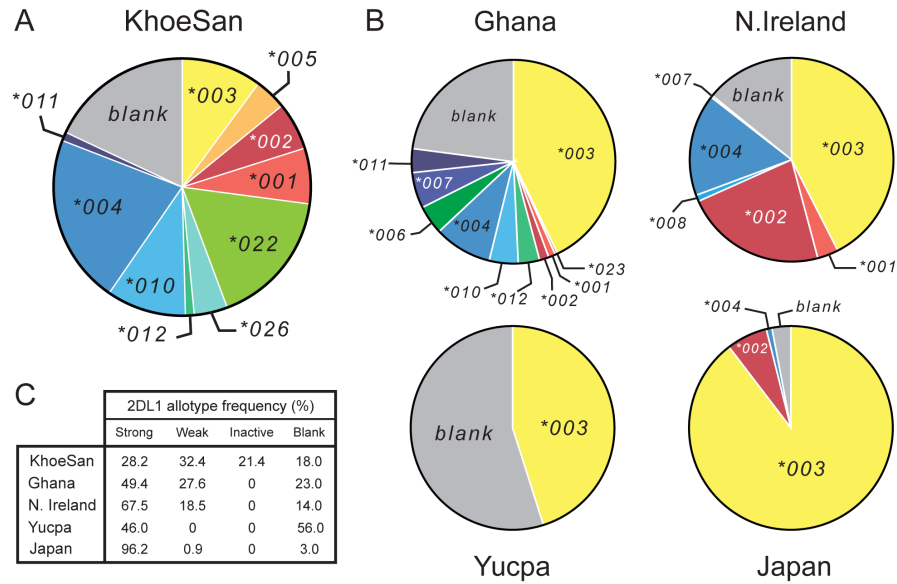 A
KhoeSan
*003
*005
*002
*001
*022
*026
*012
*010
*004
*011
blank
B
Ghana
*003
*023
*001
*002
*012
*010
*004
*006
*007
*011
blank
N.Ireland
*003
*001
*002
*008
*004
*007
blank
blank
*003
Yucpa
*004
blank
*002
*003
Japan
C
2DL1 allotype frequency (%)
Strong Weak Inactive Blank
KhoeSan 28.2 32.4 21.4 18.0
Ghana 49.4 27.6 0 23.0
N. Ireland 67.5 18.5 0 14.0
Yucpa 46.0 0 0 56.0
Japan 96.2 0.9 0 3.0